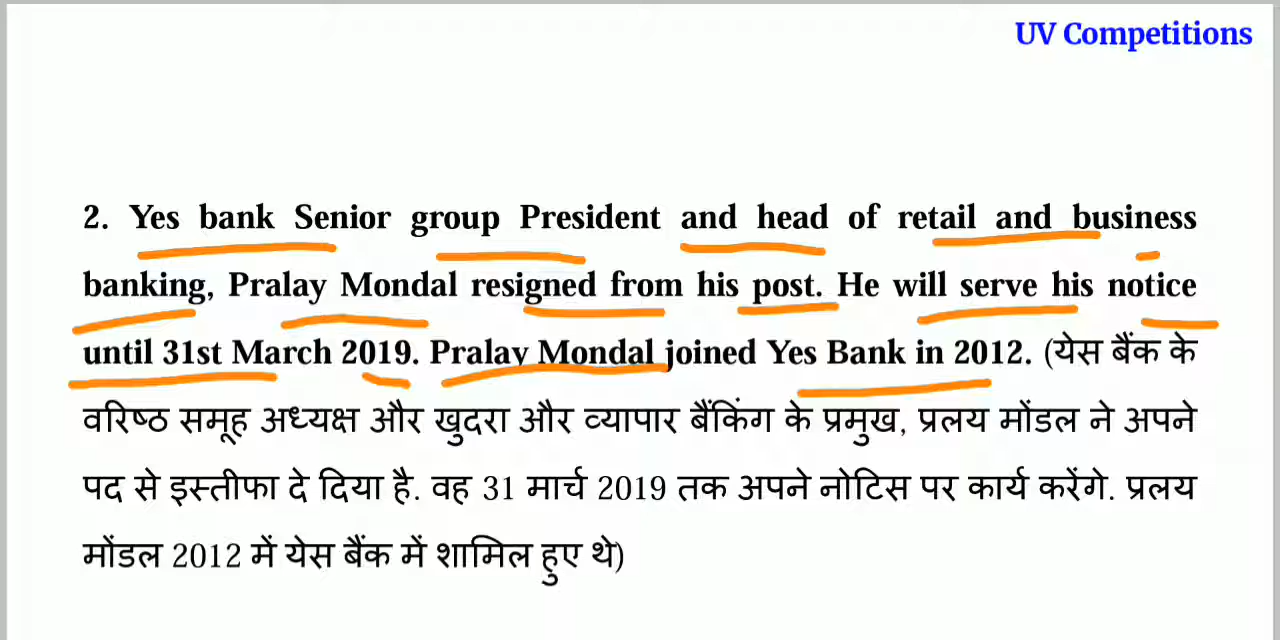 UV Competitions
2. Yes bank Senior group President and head of retail and business
banking, Pralay Mondal resigned from his post. He will serve his notice
until 31st March 2019. Pralay Mondal joined Yes Bank in 2012. (येस बैंक के
वरिष्ठ समूह अध्यक्ष और खुदरा और व्यापार बैंकिंग के प्रमुख, प्रलय मोंडल ने अपने
पद से इस्तीफा दे दिया है. वह 31 मार्च 2019 तक अपने नोटिस पर कार्य करेंगे. प्रलय
मोंडल 2012 में येस बैंक में शामिल हुए थे)